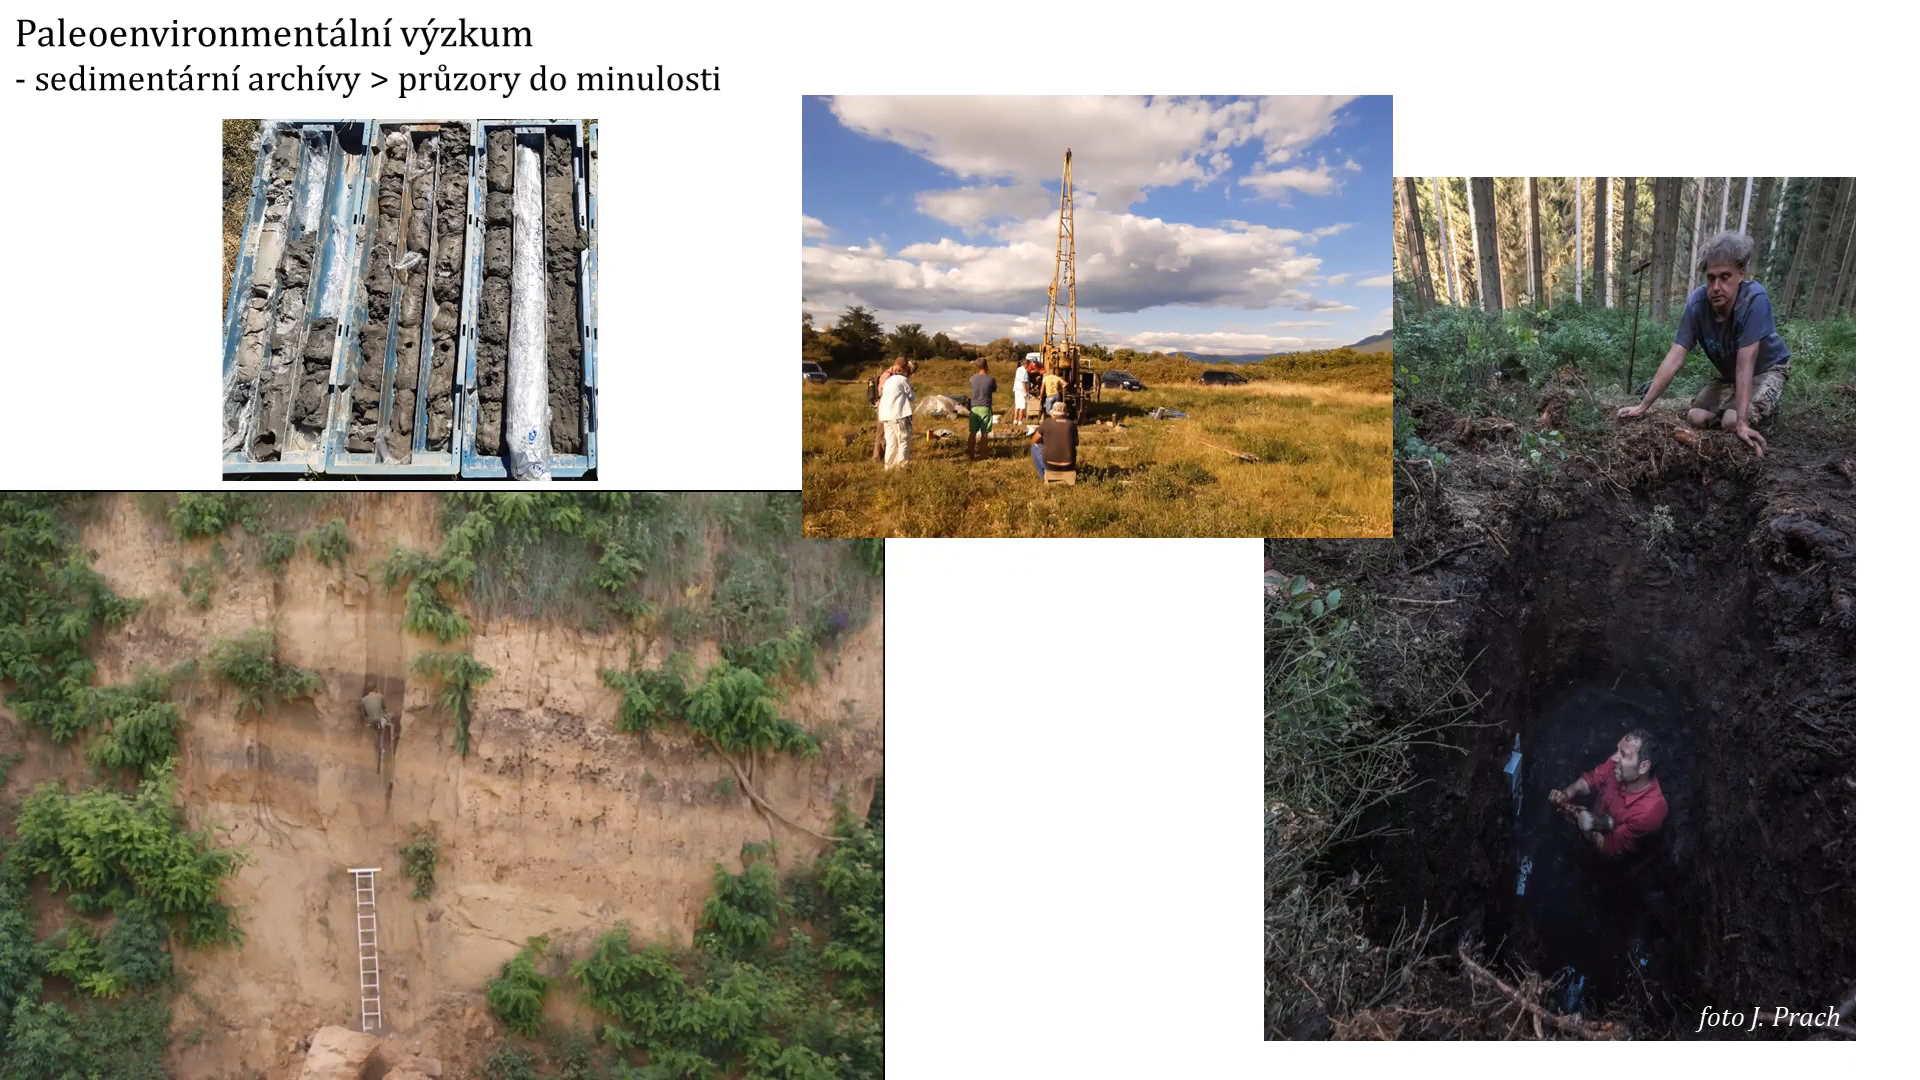 Paleoenvironmentální výzkum
- sedimentární archívy > průzory do minulosti
foto J. Prach